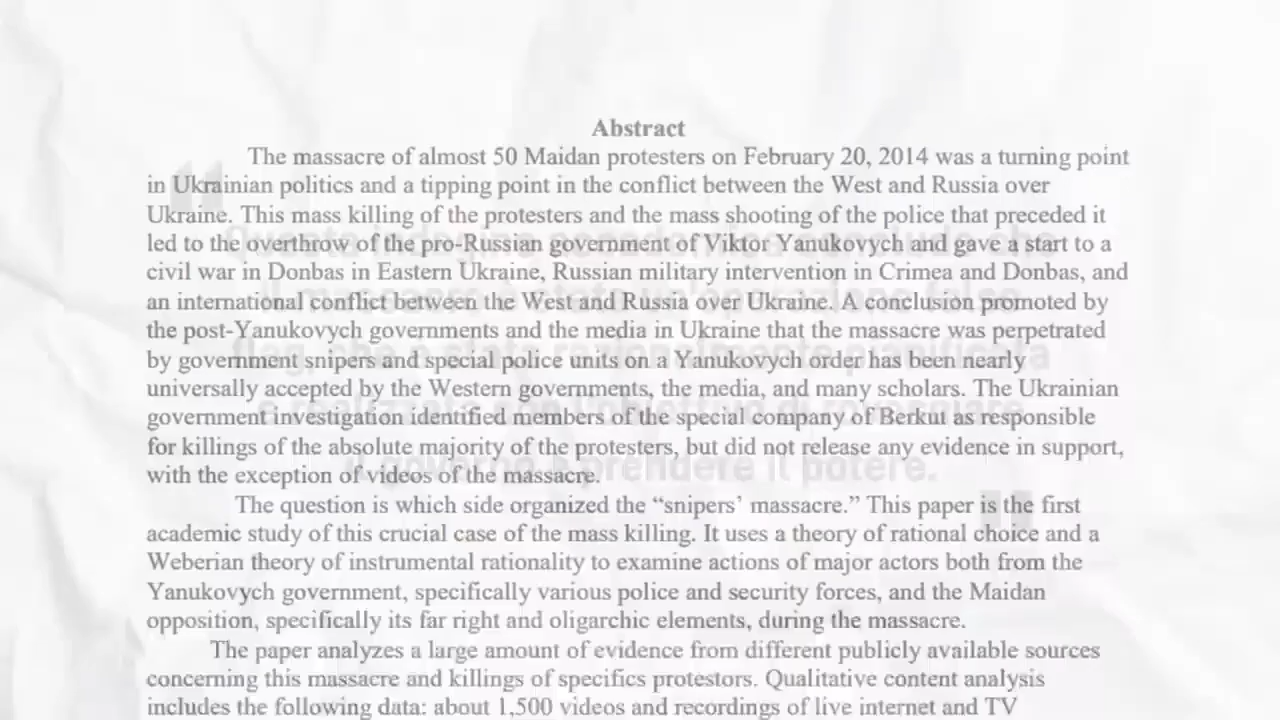 Abstract
The massacre of almost 50 Maidan protesters on February 20, 2014 was a turning point
in Ukrainian politics and a tipping point in the conflict between the West and Russia over
Ukraine. This mass killing of the protesters and the mass shooting of the police that preceded it
led to the overthrow of the pro-Russian government of Viktor Yanukovych and gave a start to a
civil war in Donbas in Eastern Ukraine, Russian military intervention in Crimea and Donbas, and
an international conflict between the West and Russia over Ukraine. A conclusion promoted by
the post-Yanukovych governments and the media in Ukraine that the massacre was perpetrated
by government snipers and special police units on a Yanukovych order has been nearly
universally accepted by the Western governments, the media, and many scholars. The Ukrainian
government investigation identified members of the special company of Berkut as responsible
for killings of the absolute majority of the protesters, but did not release any evidence in support,
with the exception of videos of the massacre.
The question is which side organized the “snipers’ massacre.” This paper is the first
academic study of this crucial case of the mass killing. It uses a theory of rational choice and a
Weberian theory of instrumental rationality to examine actions of major actors both from the
Yanukovych government, specifically various police and security forces, and the Maidan
opposition, specifically its far right and oligarchic elements, during the massacre.
The paper analyzes a large amount of evidence from different publicly available sources
concerning this massacre and killings of specifics protestors. Qualitative content analysis
includes the following data: about 1,500 videos and recordings of live internet and TV